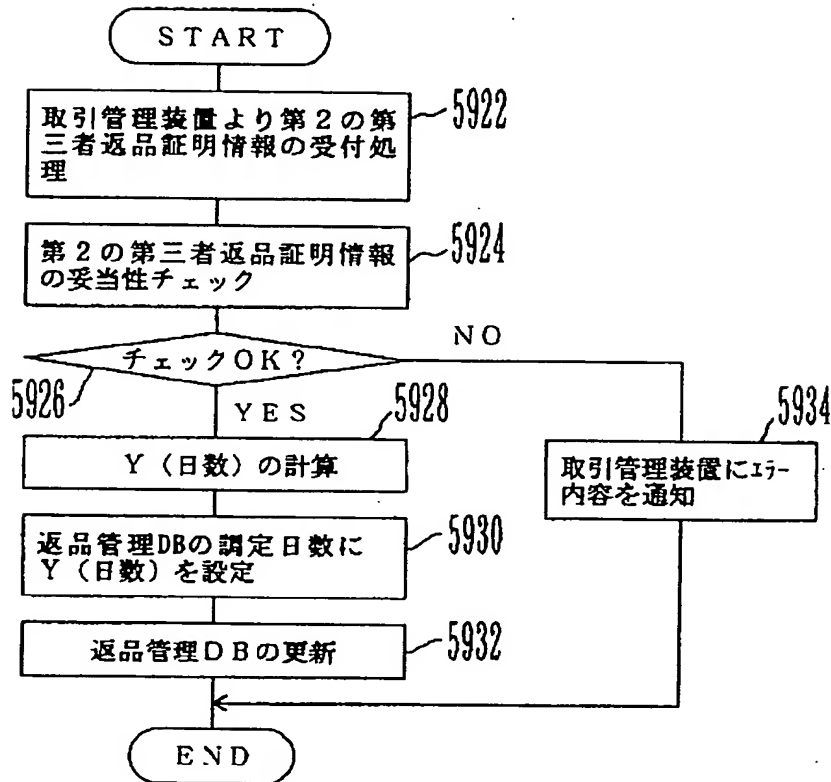 START
取引管理装置より第2の第
三者返品証明情報の受付処
理
5922
第2の第三者返品証明情報
の妥当性チェック
5924
チェックOK?
NO
5926
YES
5928
Y(日数)の計算
5934
取引管理装置にエラー
内容を通知
返品管理DBの調定日数に
Y(日数)を設定
5930
返品管理DBの更新
5932
END